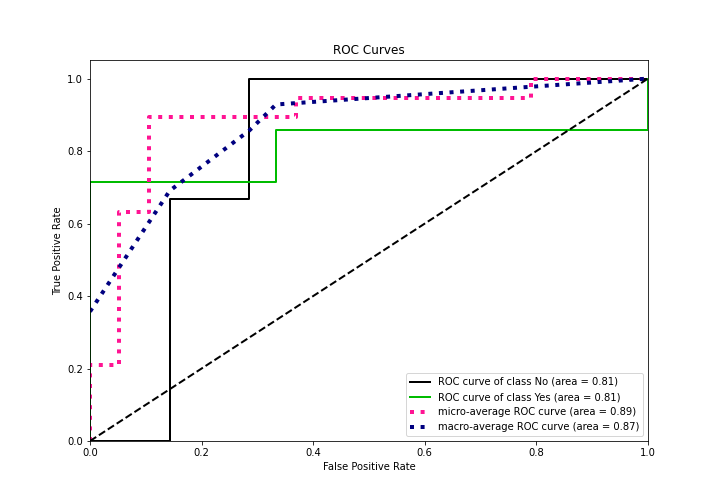 ROC Curves
1.0
0.8
0.6
0.4
0.2
0.0
True Positive Rate
ROC curve of class No (area = 0.81)
ROC curve of class Yes (area = 0.81)
micro-average ROC curve (area = 0.89)
macro-average ROC curve (area = 0.87)
0.0 0.2 0.4 0.6 0.8 1.0
False Positive Rate